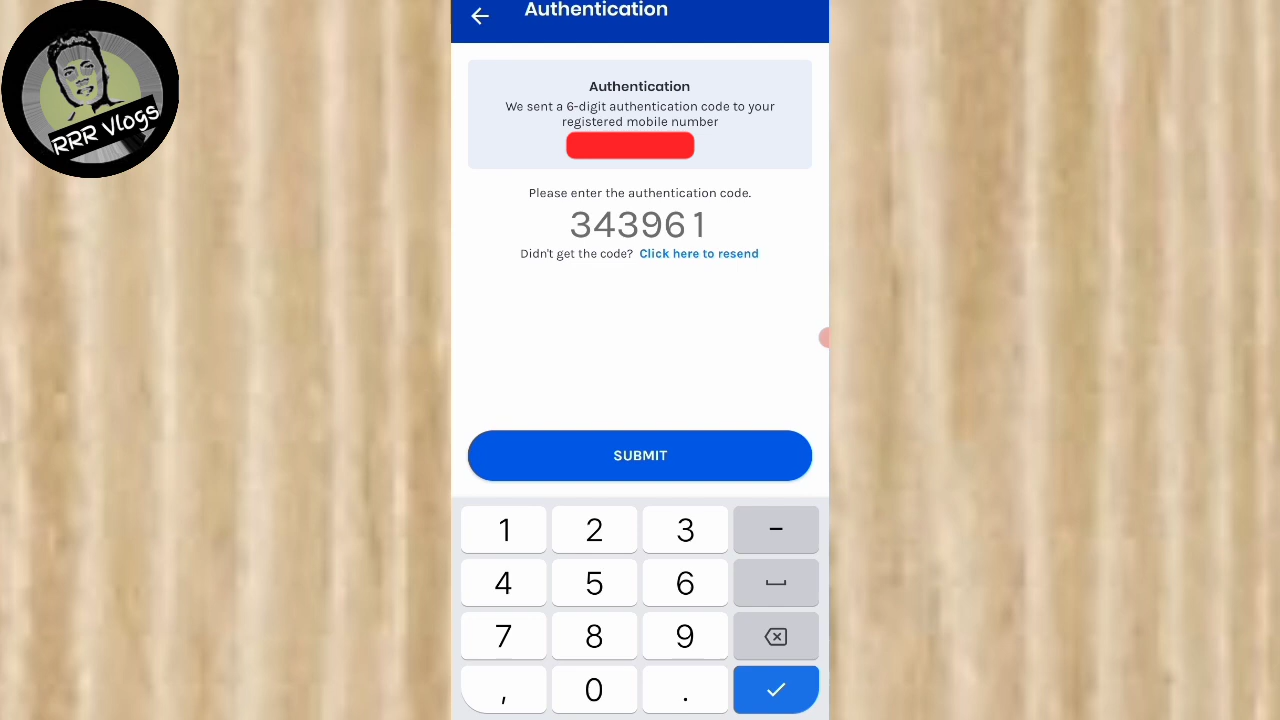 Authentication
RRR Vlogs
Authentication
We sent a 6-digit authentication code to your
registered mobile number
Please enter the authentication code.
343961
Didn't get the code? Click here to resend
SUBMIT
1 2 3 -
4 5 6
7 8 9
, 0 .